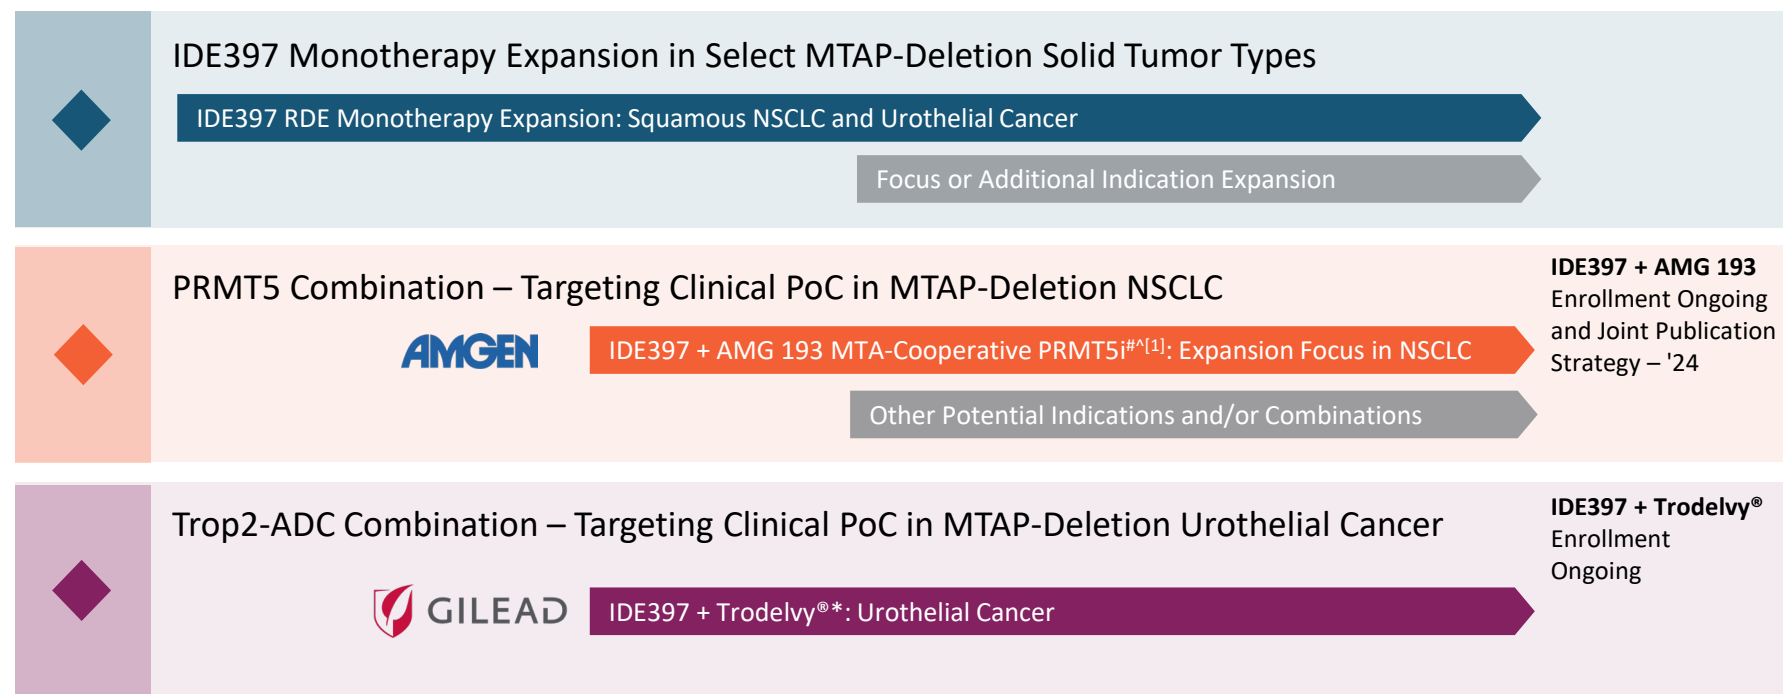 IDE397 Monotherapy Expansion in Select MTAP-Deletion Solid Tumor Types
IDE397 RDE Monotherapy Expansion: Squamous NSCLC and Urothelial Cancer
Focus or Additional Indication Expansion
PRMT5 Combination – Targeting Clinical PoC in MTAP-Deletion NSCLC
AMGEN
IDE397 + AMG 193 MTA-Cooperative PRMT5i#^[1]: Expansion Focus in NSCLC
Other Potential Indications and/or Combinations
IDE397 + AMG 193
Enrollment Ongoing
and Joint Publication
Strategy – '24
Trop2-ADC Combination – Targeting Clinical PoC in MTAP-Deletion Urothelial Cancer
GILEAD
IDE397 + Trodelvy®*: Urothelial Cancer
IDE397 + Trodelvy®
Enrollment
Ongoing